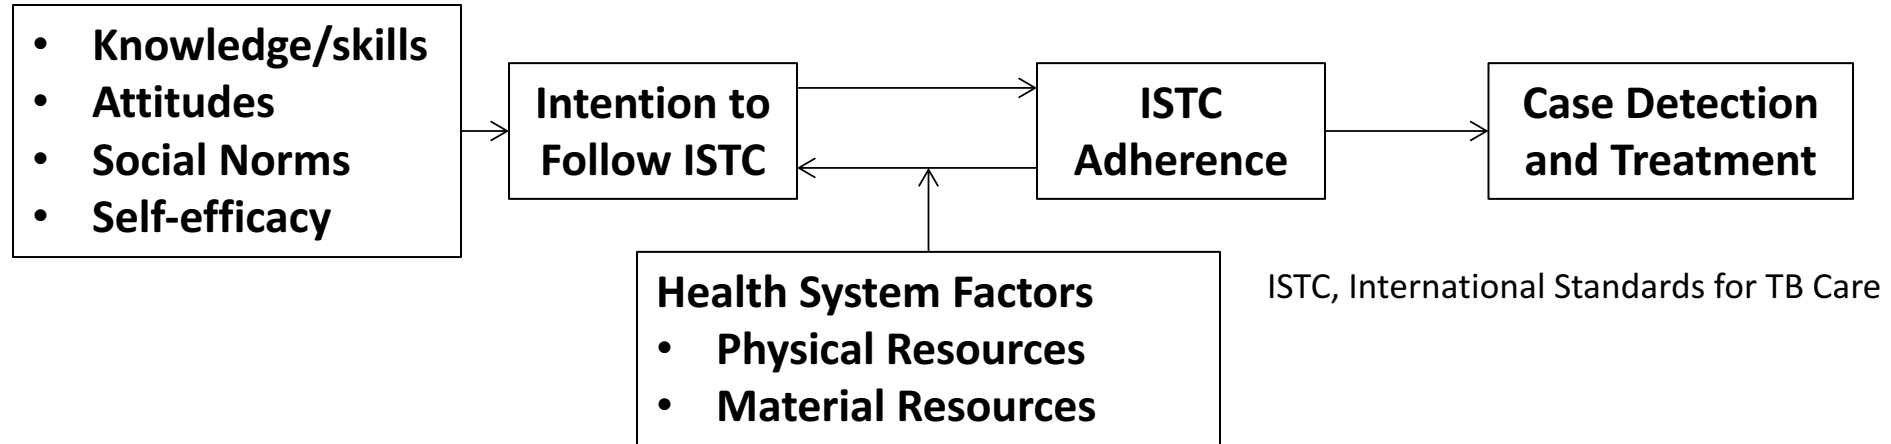 • Knowledge/skills
• Attitudes
• Social Norms
• Self-efficacy
Intention to
Follow ISTC
ISTC
Adherence
Case Detection
and Treatment
Health System Factors
• Physical Resources
• Material Resources
ISTC, International Standards for TB Care